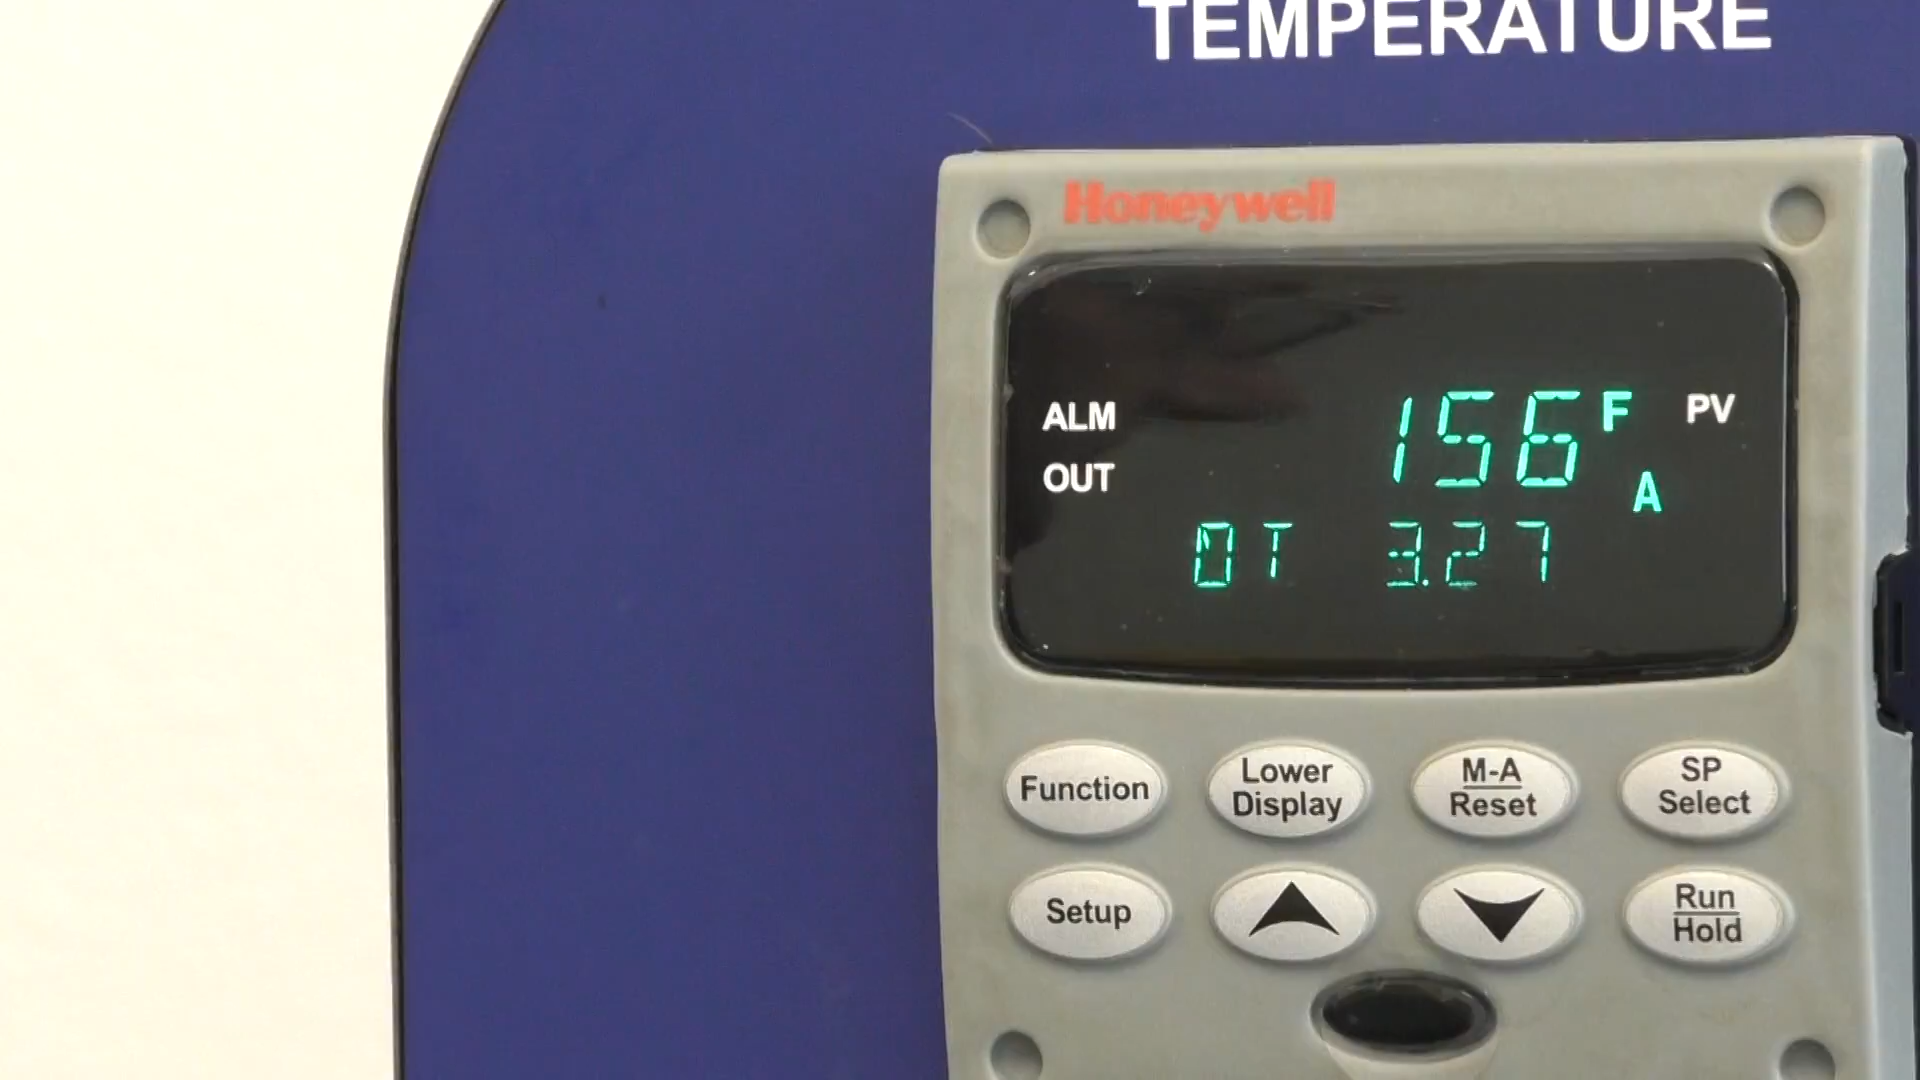 TEMPERATURE
Honeywell
ALM
156 F PV
OUT
A
OT 3.27
Function
Lower
Display
M-A
Reset
SP
Select
Setup
Run
Hold